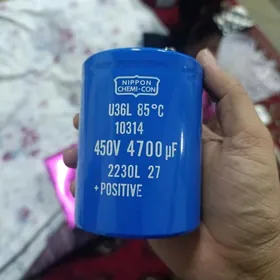 NIPPON
CHEMI-CON
U36L 85°C
10314
450V 4700µF
2230L 27
+POSITIVE